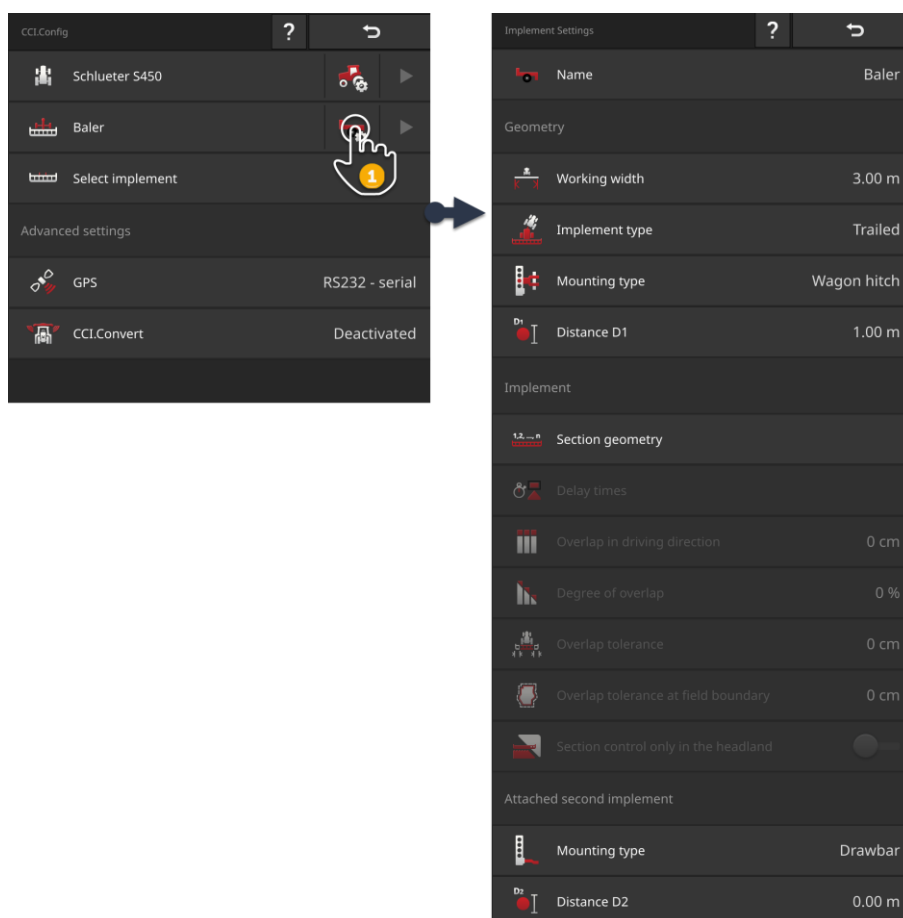 CCI.Config
?
Schlueter S450
Baler
1
Select implement
Advanced settings
GPS RS232 - serial
CCI.Convert Deactivated
Implement Settings
?
Name Baler
Geometry
Working width 3.00 m
Implement type Trailed
Mounting type Wagon hitch
D1
Distance D1 1.00 m
Implement
1,2 → n
Section geometry
Delay times
Overlap in driving direction 0 cm
Degree of overlap 0 %
Overlap tolerance 0 cm
Overlap tolerance at field boundary 0 cm
Section control only in the headland
Attached second implement
Mounting type Drawbar
D2
Distance D2 0.00 m